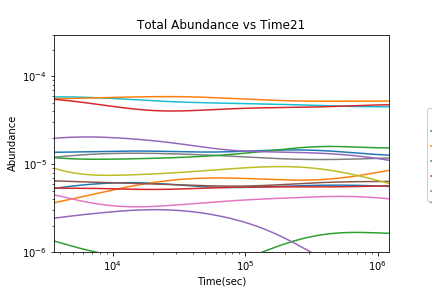 Total Abundance vs Time21
10⁻⁴
10⁻⁵
10⁻⁶
Abundance
10⁴ 10⁵ 10⁶
Time(sec)